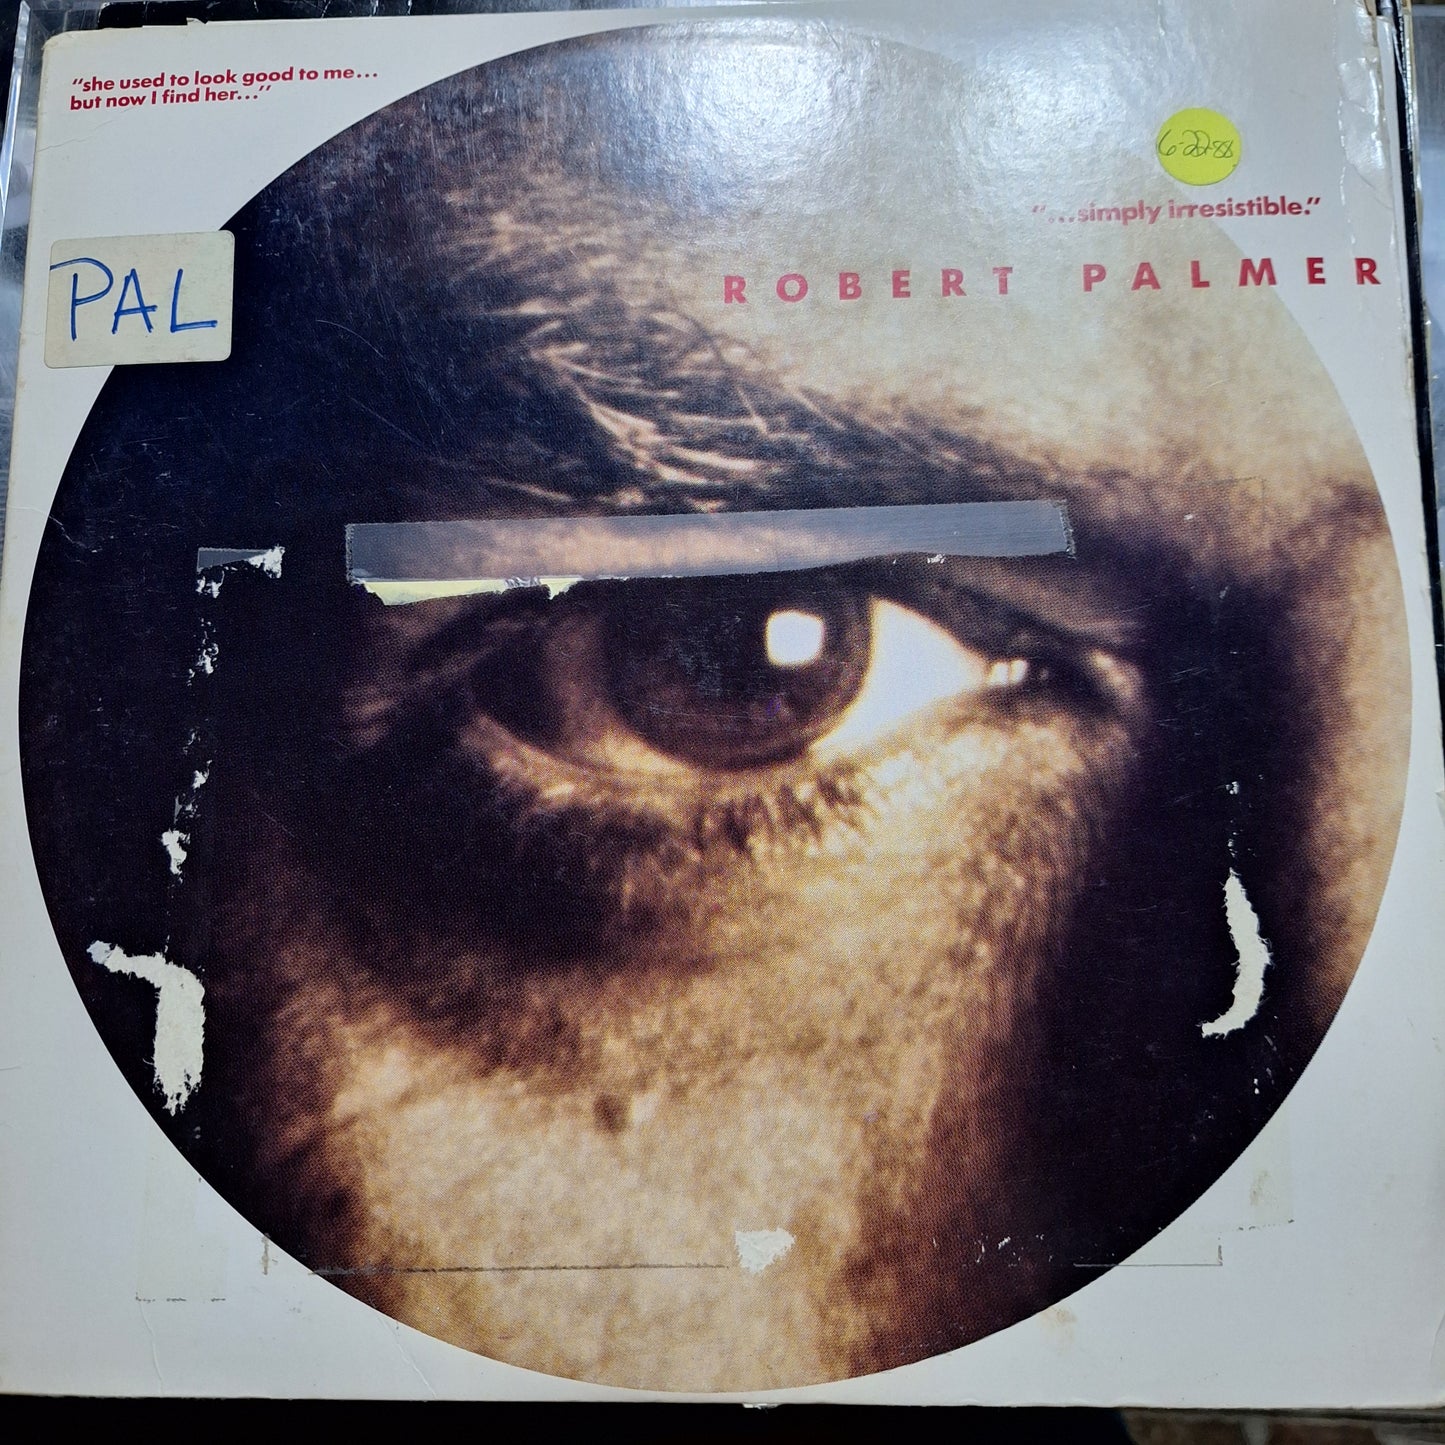 "she used to look good to me...
but now I find her..."
6-22-88
"...simply irresistible."
ROBERT PALMER
PAL